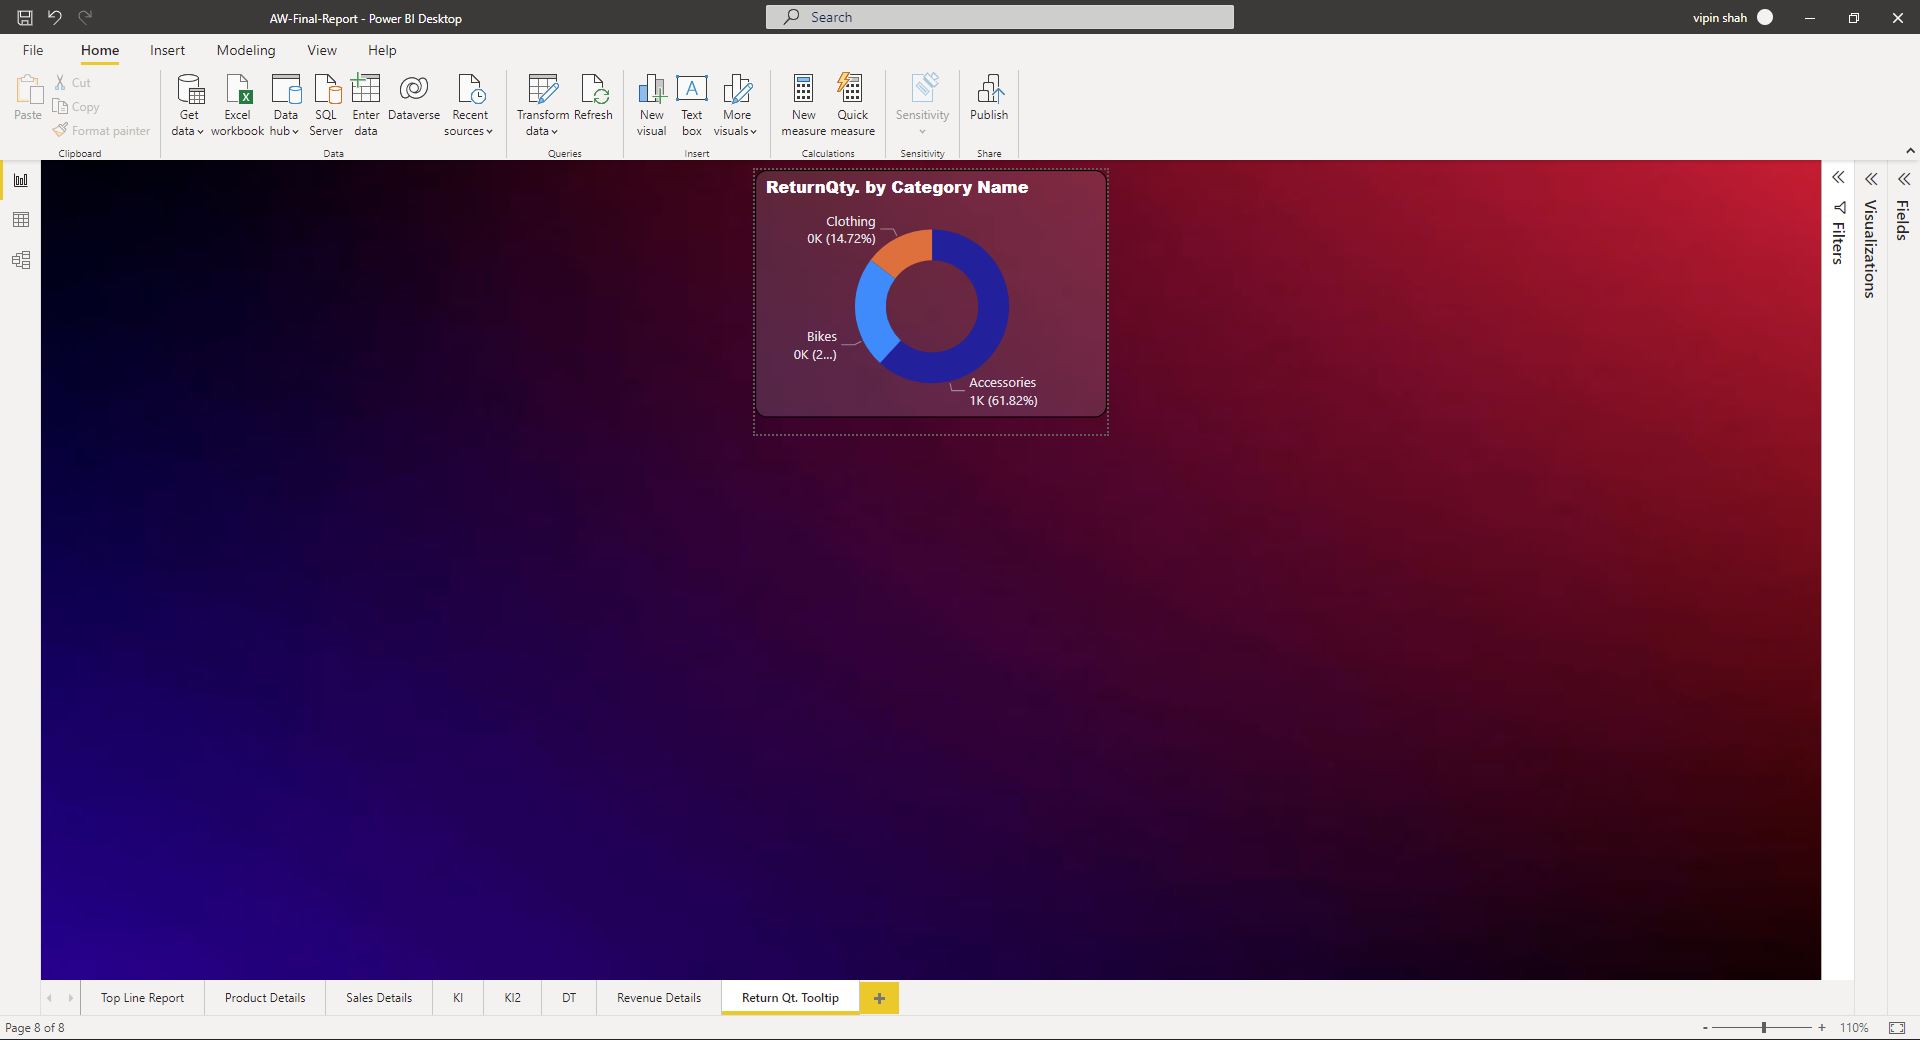 AW-Final-Report - Power BI Desktop
Search
vipin shah
File Home Insert Modeling View Help
Paste
Cut
Copy
Format painter
Get data
Excel workbook
Data hub
SQL Server
Enter data
Dataverse
Recent sources
Transform data
Refresh
New visual
Text box
More visuals
New measure
Quick measure
Sensitivity
Publish
Clipboard
Data
Queries
Insert
Calculations
Sensitivity
Share
ReturnQty. by Category Name
Clothing
0K (14.72%)
Bikes
0K (2...)
Accessories
1K (61.82%)
Filters
Visualizations
Fields
Top Line Report
Product Details
Sales Details
KI
KI2
DT
Revenue Details
Return Qt. Tooltip
Page 8 of 8
- + 110%